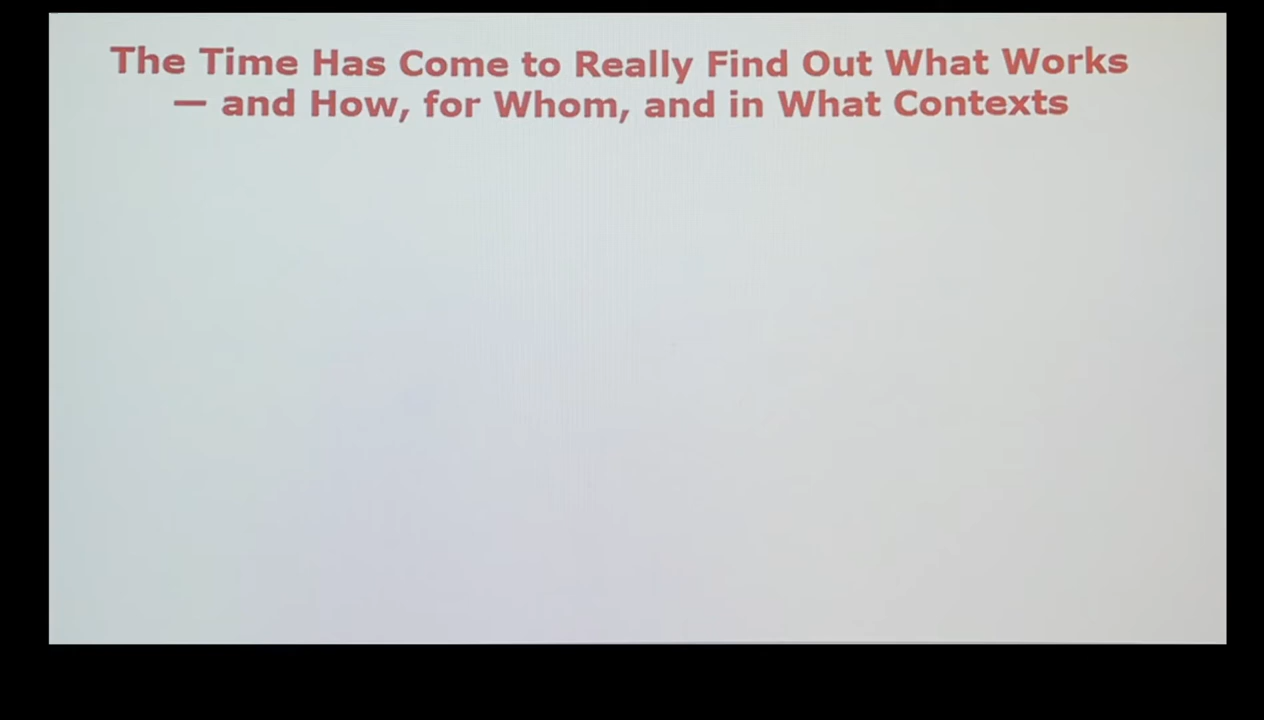 The Time Has Come to Really Find Out What Works
— and How, for Whom, and in What Contexts